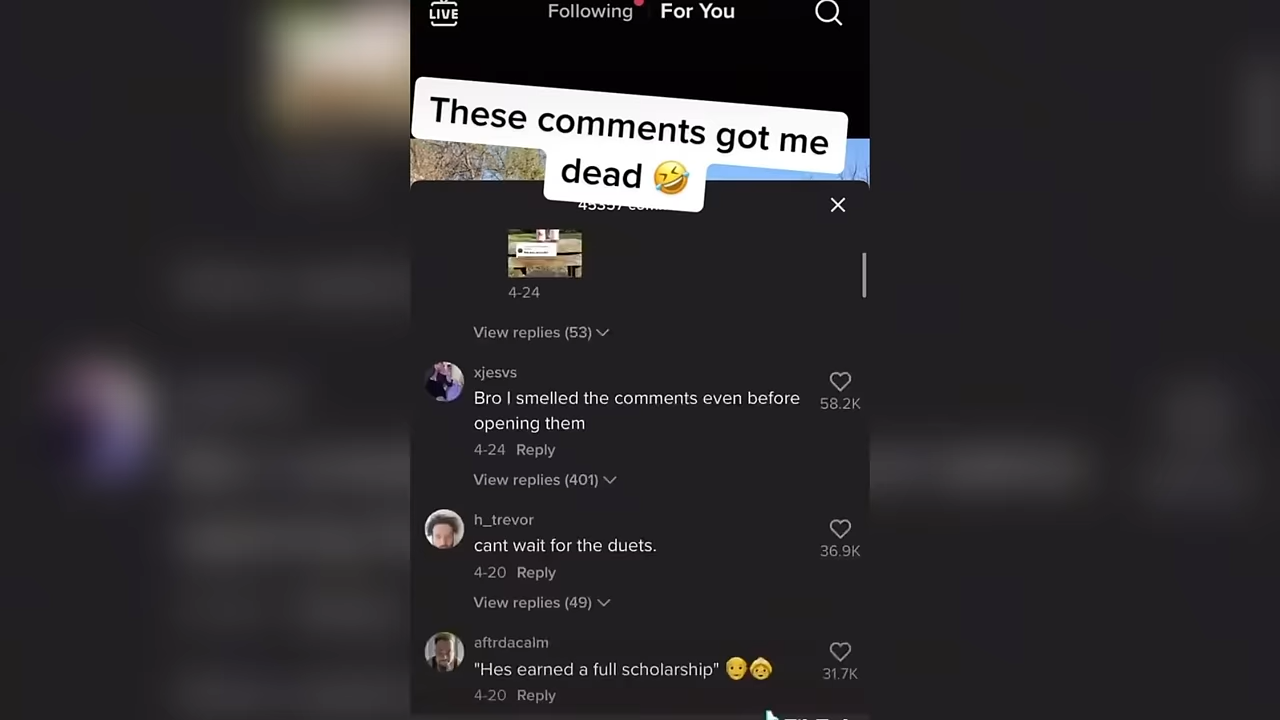 LIVE
Following
For You
These comments got me
dead 🤣
4-24
View replies (53)
xjesvs
Bro I smelled the comments even before
opening them
58.2K
4-24 Reply
View replies (401)
h_trevor
cant wait for the duets.
36.9K
4-20 Reply
View replies (49)
aftrdacalm
"Hes earned a full scholarship" 👴👵
31.7K
4-20 Reply